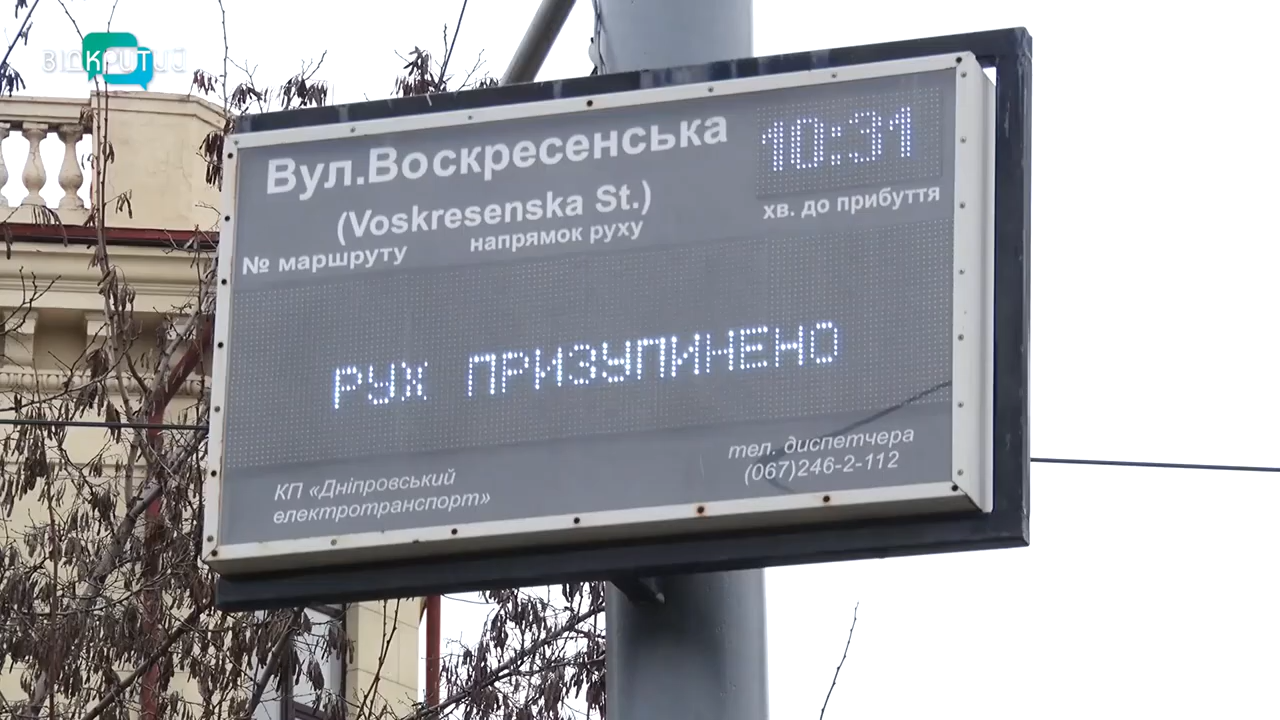 ВІДКРИТИЙ
Вул.Воскресенська
10:31
(Voskresenska St.)
хв. до прибуття
№ маршруту
напрямок руху
РУХ ПРИЗУПИНЕНО
КП «Дніпровський
електротранспорт»
тел. диспетчера
(067)246-2-112